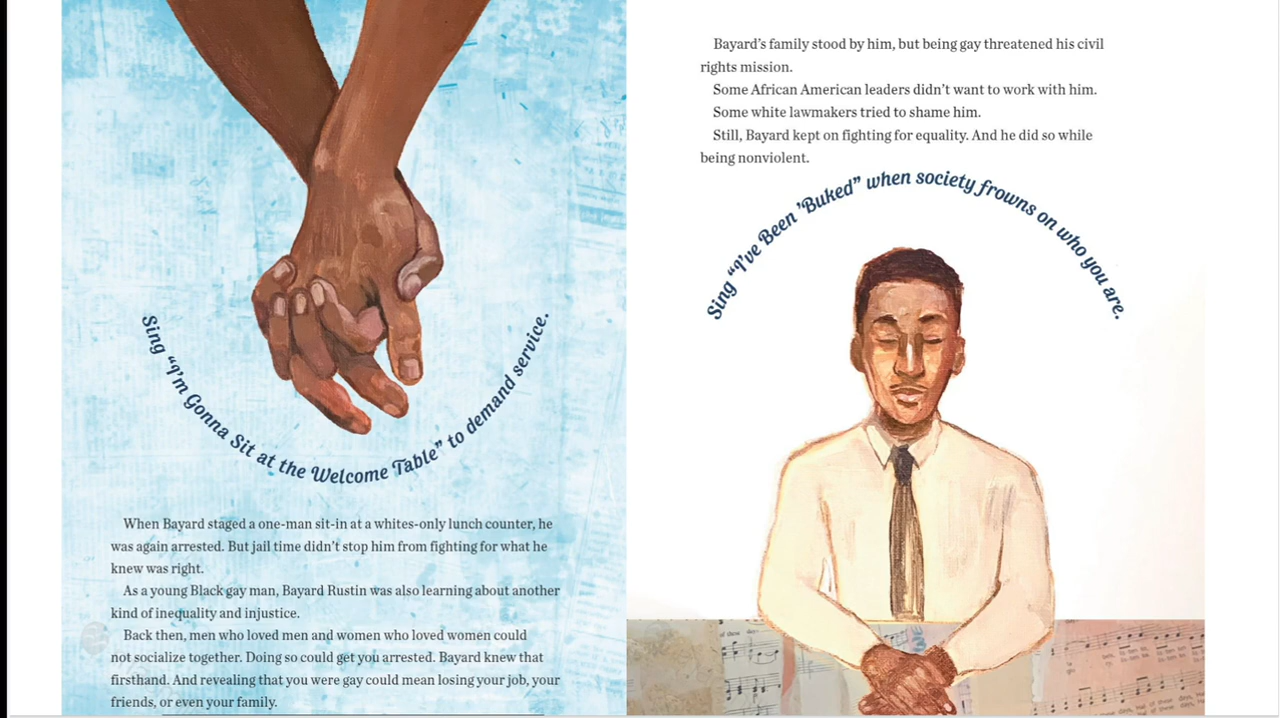 Sing “I’m Gonna Sit at the Welcome Table” to demand service.
When Bayard staged a one-man sit-in at a whites-only lunch counter, he
was again arrested. But jail time didn’t stop him from fighting for what he
knew was right.
As a young Black gay man, Bayard Rustin was also learning about another
kind of inequality and injustice.
Back then, men who loved men and women who loved women could
not socialize together. Doing so could get you arrested. Bayard knew that
firsthand. And revealing that you were gay could mean losing your job, your
friends, or even your family.
Bayard’s family stood by him, but being gay threatened his civil
rights mission.
Some African American leaders didn’t want to work with him.
Some white lawmakers tried to shame him.
Still, Bayard kept on fighting for equality. And he did so while
being nonviolent.
Sing “I’ve Been ’Buked” when society frowns on who you are.